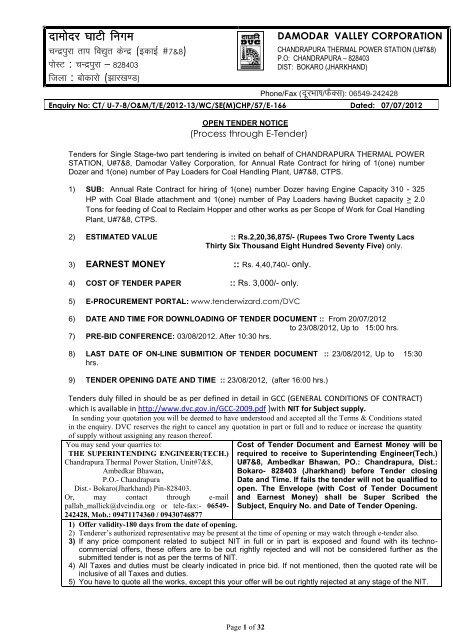 दामोदर घाटी निगम
चन्द्रपुरा ताप विद्युत केन्द्र (इकाई #7&8)
पोस्ट : चन्द्रपुरा – 828403
जिला : बोकारो (झारखण्ड)
DVC
DAMODAR VALLEY CORPORATION
CHANDRAPURA THERMAL POWER STATION (U#7&8)
P.O: CHANDRAPURA – 828403
DIST: BOKARO (JHARKHAND)
Phone/Fax (दूरभाष/फैक्स): 06549-242428
Enquiry No: CT/ U-7-8/O&M/T/E/2012-13/WC/SE(M)CHP/57/E-166 Dated: 07/07/2012
OPEN TENDER NOTICE
(Process through E-Tender)
Tenders for Single Stage-two part tendering is invited on behalf of CHANDRAPURA THERMAL POWER
STATION, U#7&8, Damodar Valley Corporation, for Annual Rate Contract for hiring of 1(one) number
Dozer and 1(one) number of Pay Loaders for Coal Handling Plant, U#7&8, CTPS.
1) SUB: Annual Rate Contract for hiring of 1(one) number Dozer having Engine Capacity 310 - 325
HP with Coal Blade attachment and 1(one) number of Pay Loaders having Bucket capacity > 2.0
Tons for feeding of Coal to Reclaim Hopper and other works as per Scope of Work for Coal Handling
Plant, U#7&8, CTPS.
2) ESTIMATED VALUE :: Rs.2,20,36,875/- (Rupees Two Crore Twenty Lacs
Thirty Six Thousand Eight Hundred Seventy Five) only.
3) EARNEST MONEY :: Rs. 4,40,740/- only.
4) COST OF TENDER PAPER :: Rs. 3,000/- only.
5) E-PROCUREMENT PORTAL: www.tenderwizard.com/DVC
6) DATE AND TIME FOR DOWNLOADING OF TENDER DOCUMENT :: From 20/07/2012
to 23/08/2012, Up to 15:00 hrs.
7) PRE-BID CONFERENCE: 03/08/2012. After 10:30 hrs.
8) LAST DATE OF ON-LINE SUBMITION OF TENDER DOCUMENT :: 23/08/2012, Up to 15:30
hrs.
9) TENDER OPENING DATE AND TIME :: 23/08/2012, (after 16:00 hrs.)
Tenders duly filled in should be as per defined in detail in GCC (GENERAL CONDITIONS OF CONTRACT)
which is available in http://www.dvc.gov.in/GCC-2009.pdf )with NIT for Subject supply.
In sending your quotation you will be deemed to have understood and accepted all the Terms & Conditions stated
in the enquiry. DVC reserves the right to cancel any quotation in part or full and to reduce or increase the quantity
of supply without assigning any reason thereof.
You may send your quarries to:
THE SUPERINTENDING ENGINEER(TECH.)
Chandrapura Thermal Power Station, Unit#7&8,
Ambedkar Bhawan,
P.O.- Chandrapura
Dist.- Bokaro(Jharkhand) Pin-828403.
Or, may contact through e-mail
pallab_mallick@dvcindia.org or tele-fax:- 06549-
242428, Mob.: 09471174360 / 09430746877
Cost of Tender Document and Earnest Money will be
required to receive to Superintending Engineer(Tech.)
U#7&8, Ambedkar Bhawan, PO.: Chandrapura, Dist.:
Bokaro- 828403 (Jharkhand) before Tender closing
Date and Time. If fails the tender will not be qualified to
open. The Envelope (with Cost of Tender Document
and Earnest Money) shall be Super Scribed the
Subject, Enquiry No. and Date of Tender Opening.
1) Offer validity-180 days from the date of opening.
2) Tenderer's authorized representative may be present at the time of opening or may watch through e-tender also.
3) If any price component related to subject NIT in full or in part is exposed and found with its techno-
commercial offers, these offers are to be out rightly rejected and will not be considered further as the
submitted tender is not as per the terms of NIT.
4) All Taxes and duties must be clearly indicated in price bid. If not mentioned, then the quoted rate will be
inclusive of all Taxes and duties.
5) You have to quote all the works, except this your offer will be out rightly rejected at any stage of the NIT.
Page 1 of 32